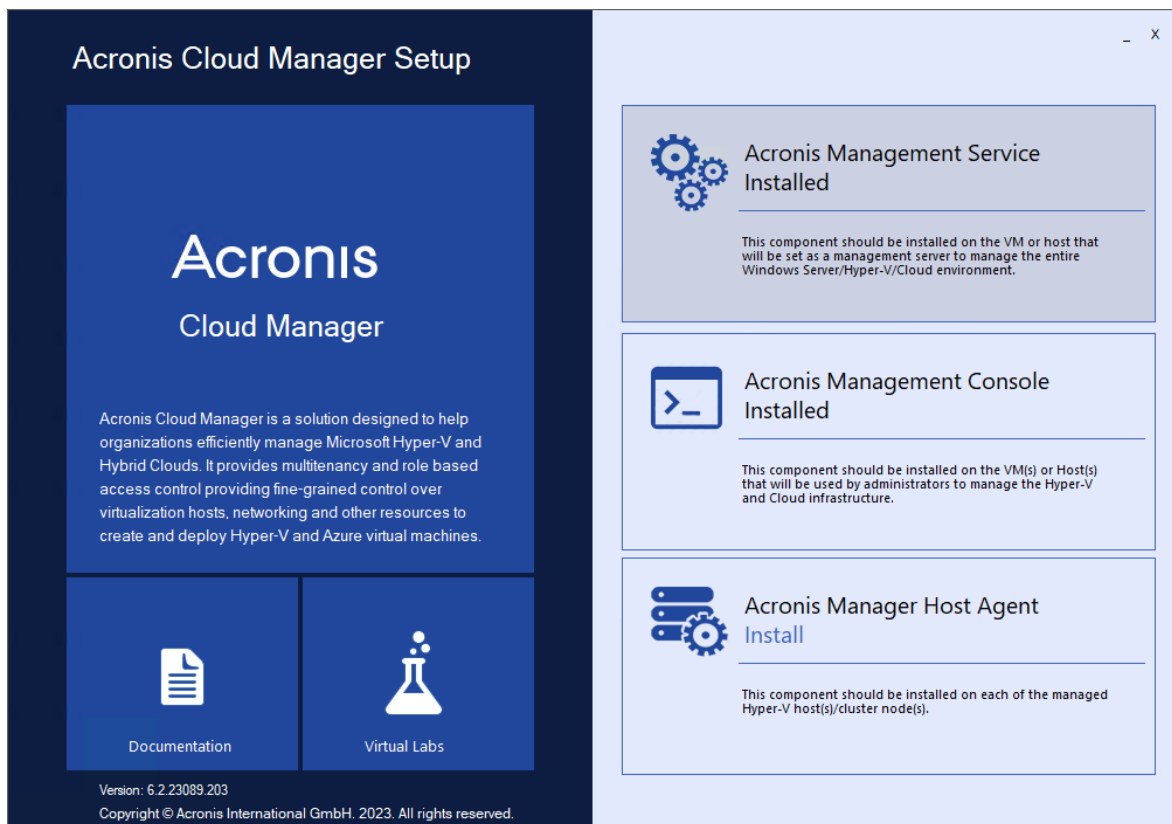 Acronis Cloud Manager Setup
_ X
Acronis
Cloud Manager
Acronis Cloud Manager is a solution designed to help
organizations efficiently manage Microsoft Hyper-V and
Hybrid Clouds. It provides multitenancy and role based
access control providing fine-grained control over
virtualization hosts, networking and other resources to
create and deploy Hyper-V and Azure virtual machines.
Documentation
Virtual Labs
Version: 6.2.23089.203
Copyright © Acronis International GmbH. 2023. All rights reserved.
Acronis Management Service
Installed
This component should be installed on the VM or host that
will be set as a management server to manage the entire
Windows Server/Hyper-V/Cloud environment.
Acronis Management Console
Installed
This component should be installed on the VM(s) or Host(s)
that will be used by administrators to manage the Hyper-V
and Cloud infrastructure.
Acronis Manager Host Agent
Install
This component should be installed on each of the managed
Hyper-V host(s)/cluster node(s).